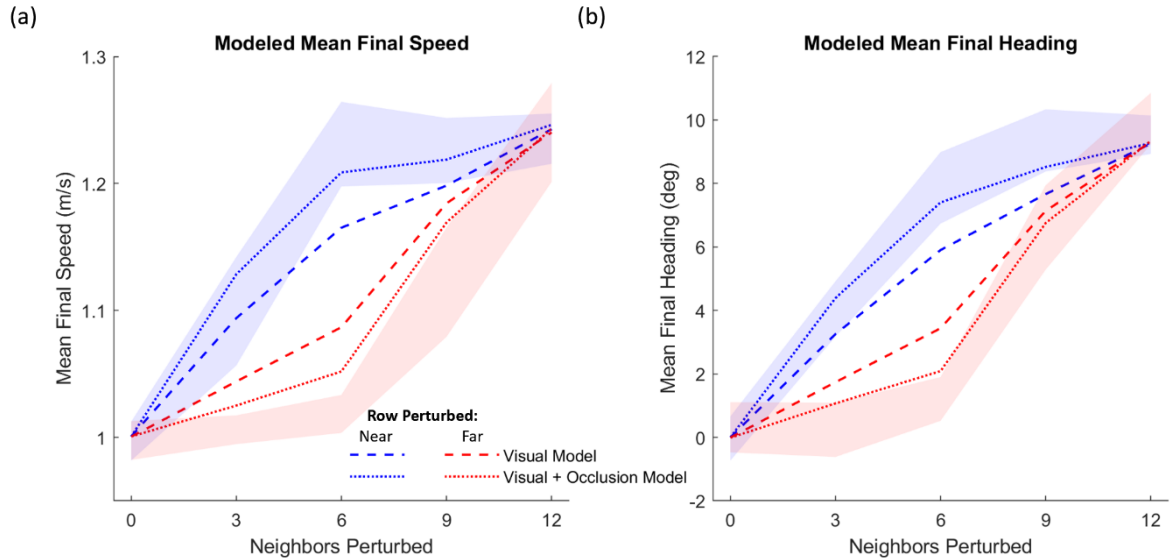 (a)
Modeled Mean Final Speed
Mean Final Speed (m/s)
1.3
1.2
1.1
1
0 3 6 9 12
Neighbors Perturbed
Row Perturbed:
Near Far
Visual Model
Visual + Occlusion Model
(b)
Modeled Mean Final Heading
Mean Final Heading (deg)
12
10
8
6
4
2
0
-2
0 3 6 9 12
Neighbors Perturbed